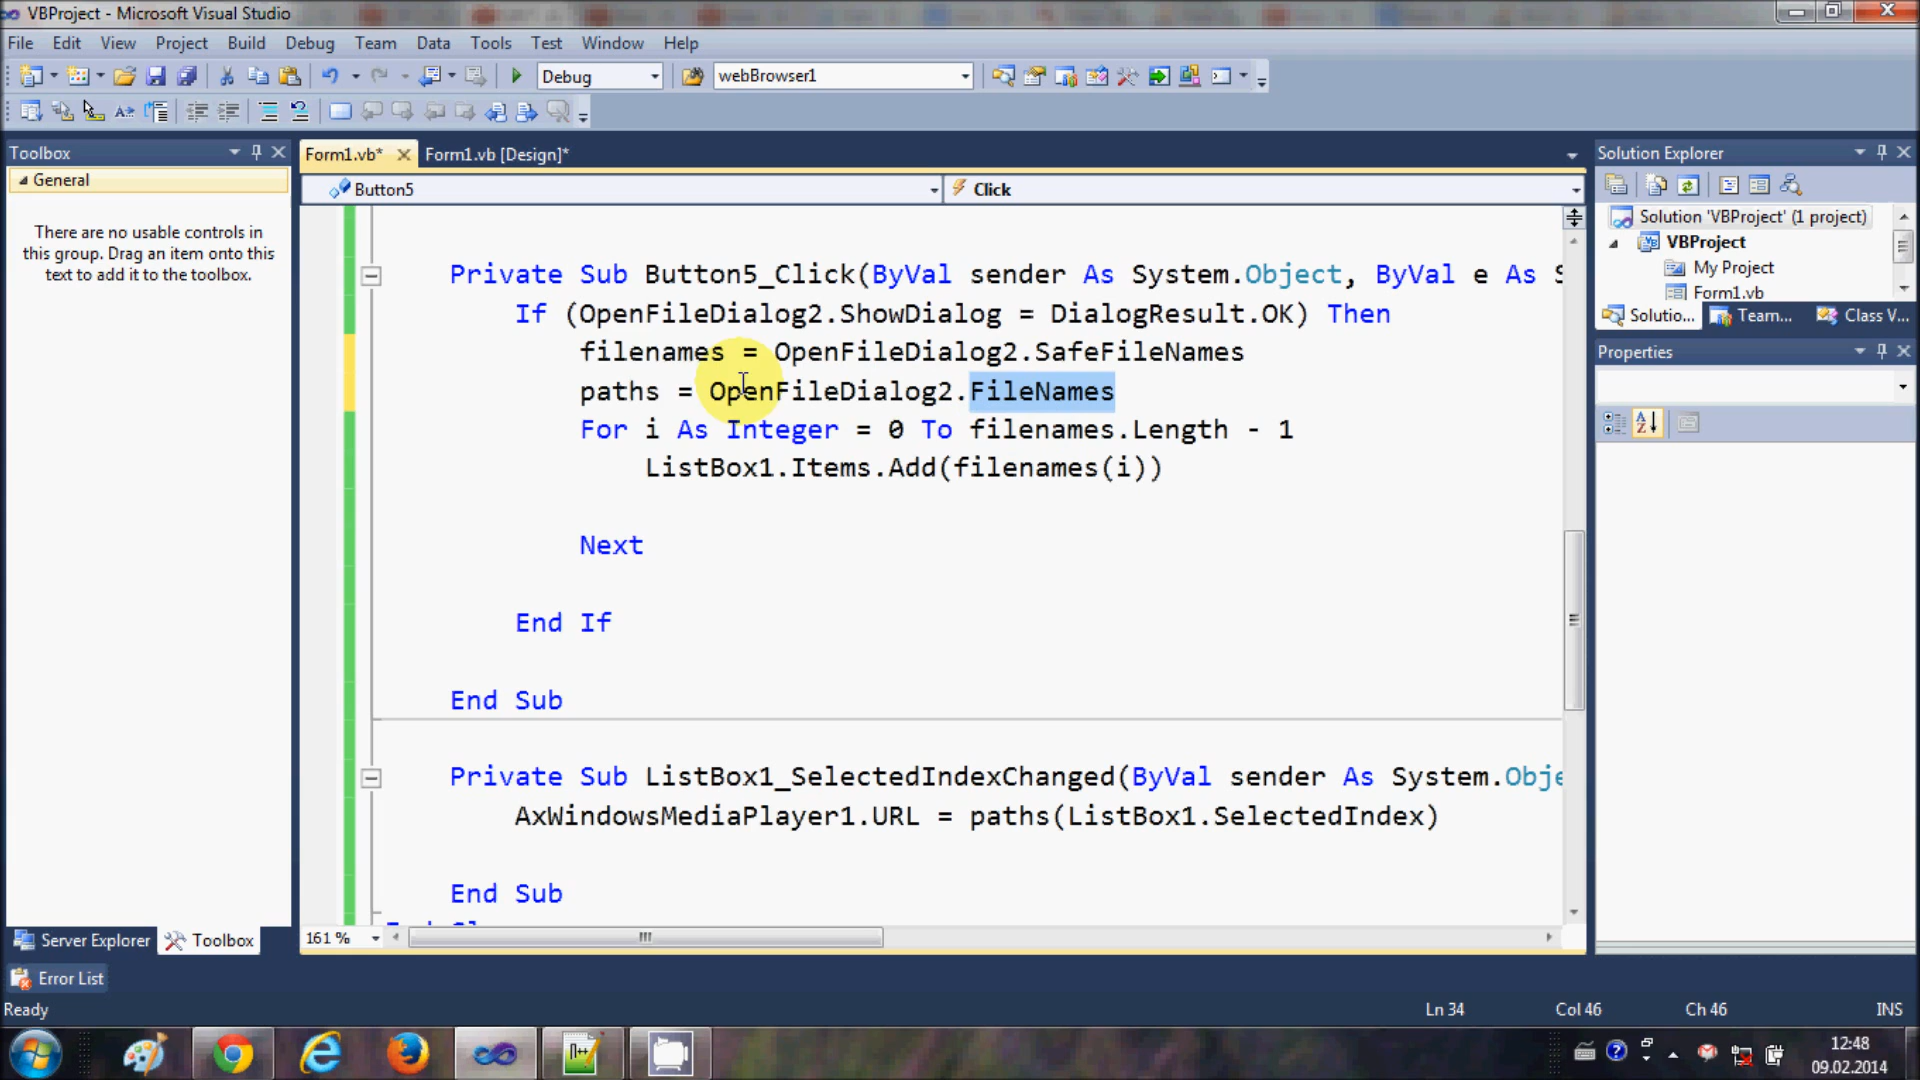 VBProject - Microsoft Visual Studio
File Edit View Project Build Debug Team Data Tools Test Window Help
Debug webBrowser1
Toolbox
General
There are no usable controls in
this group. Drag an item onto this
text to add it to the toolbox.
Server Explorer Toolbox
Form1.vb* Form1.vb [Design]*
Button5 Click
Private Sub Button5_Click(ByVal sender As System.Object, ByVal e As S
If (OpenFileDialog2.ShowDialog = DialogResult.OK) Then
filenames = OpenFileDialog2.SafeFileNames
paths = OpenFileDialog2.FileNames
For i As Integer = 0 To filenames.Length - 1
ListBox1.Items.Add(filenames(i))
Next
End If
End Sub
Private Sub ListBox1_SelectedIndexChanged(ByVal sender As System.Obje
AxWindowsMediaPlayer1.URL = paths(ListBox1.SelectedIndex)
End Sub
161 %
Solution Explorer
Solution 'VBProject' (1 project)
VBProject
My Project
Form1.vb
Solutio... Team... Class V...
Properties
Error List
Ready Ln 34 Col 46 Ch 46 INS
12:48
09.02.2014